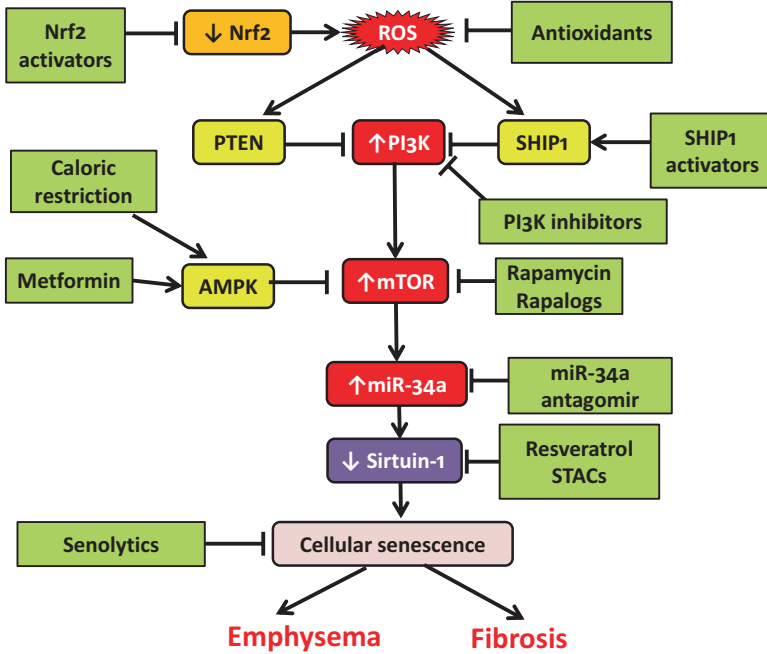 Nrf2
activators
↓ Nrf2
ROS
Antioxidants
PTEN
↑PI3K
SHIP1
SHIP1
activators
Caloric
restriction
PI3K inhibitors
Metformin
AMPK
↑mTOR
Rapamycin
Rapalogs
↑miR-34a
miR-34a
antagomir
↓ Sirtuin-1
Resveratrol
STACs
Senolytics
Cellular senescence
Emphysema
Fibrosis